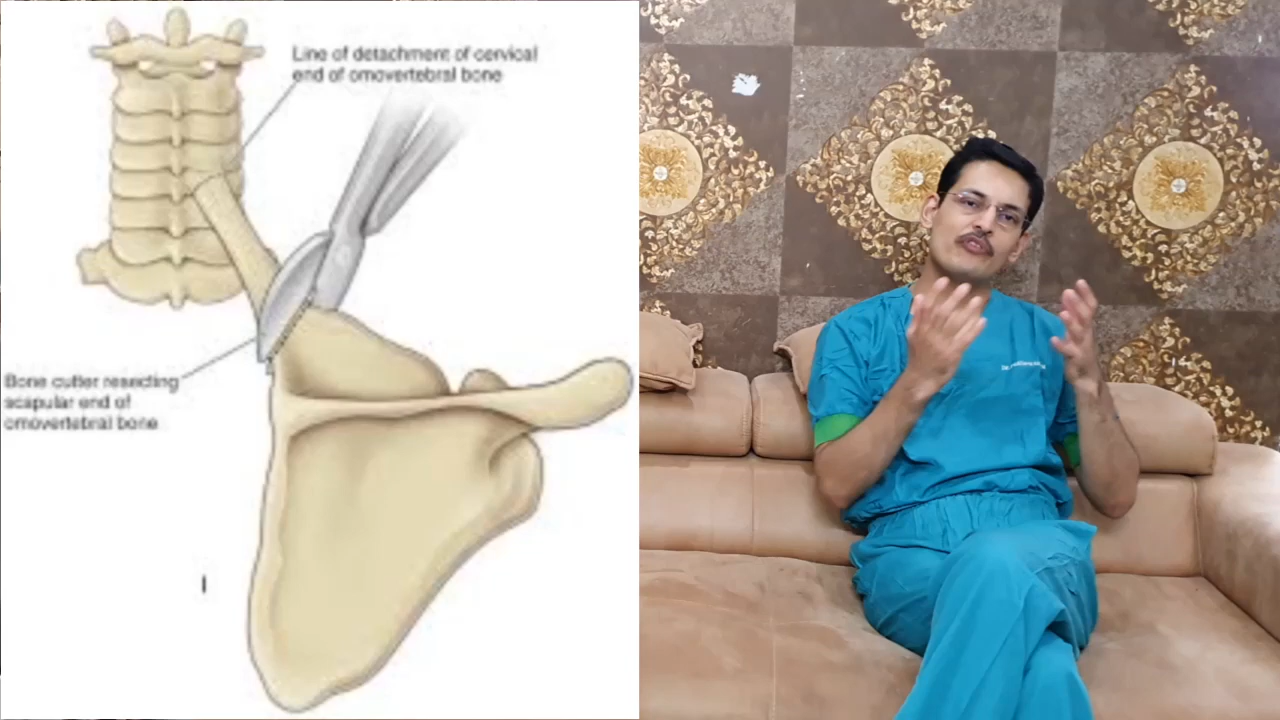 Line of detachment of cervical
end of omovertebral bone
Bone cutter resecting
scapular end of
omovertebral bone
I